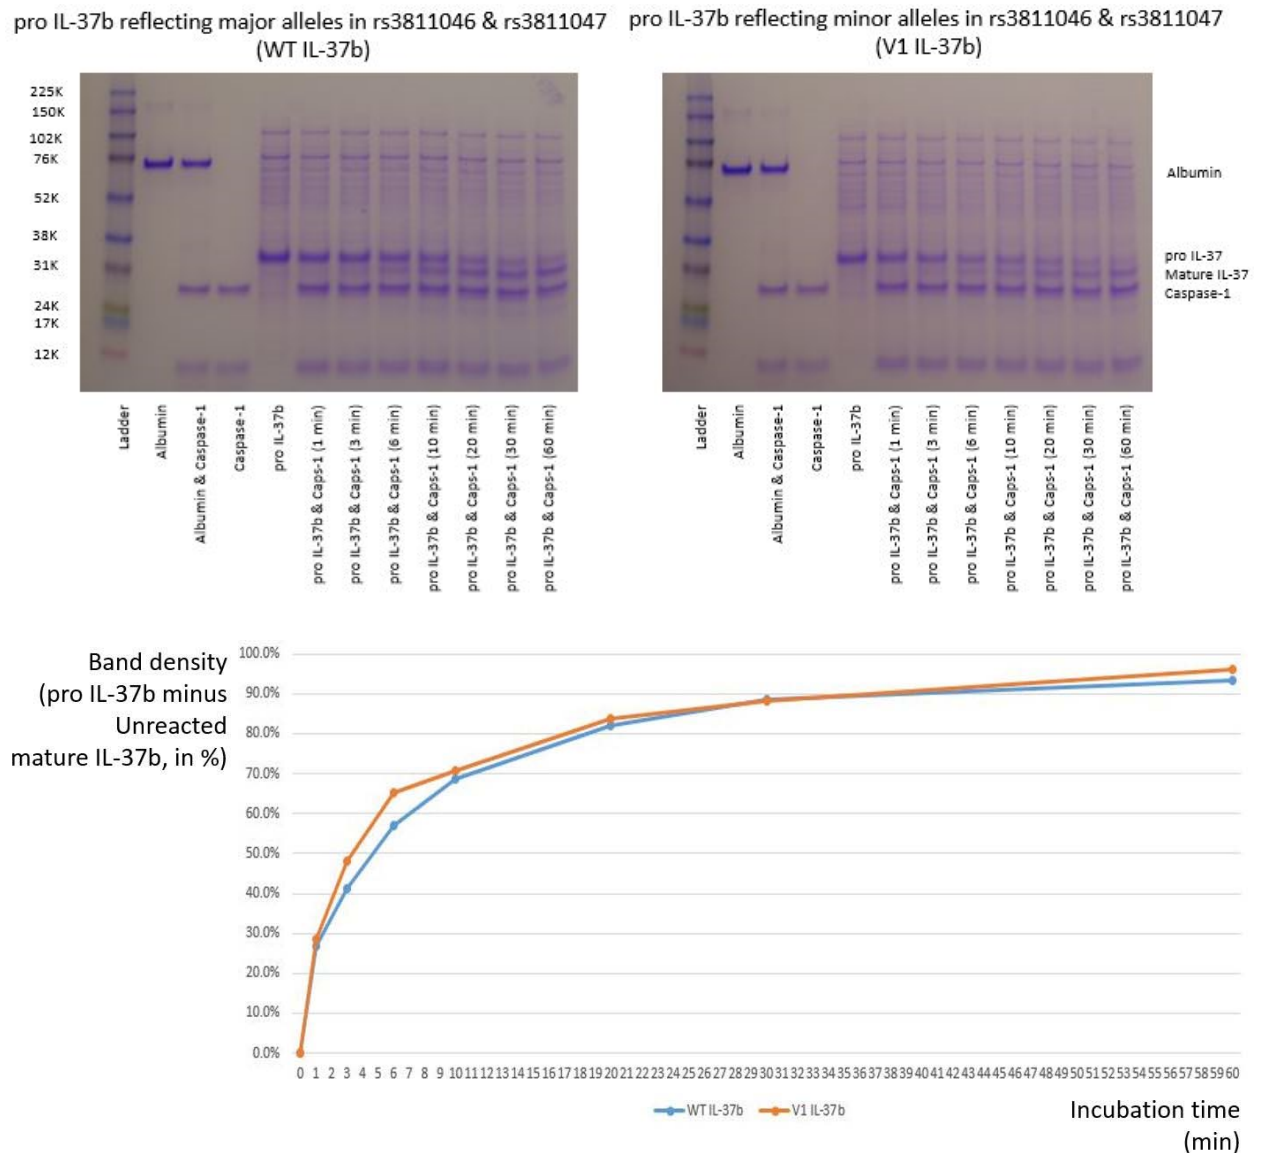 pro IL-37b reflecting major alleles in rs3811046 & rs3811047
(WT IL-37b)
pro IL-37b reflecting minor alleles in rs3811046 & rs3811047
(V1 IL-37b)
225K
150K
102K
76K
52K
38K
31K
24K
17K
12K
Albumin
pro IL-37
Mature IL-37
Caspase-1
Ladder
Albumin
Albumin & Caspase-1
Caspase-1
pro IL-37b
pro IL-37b & Caps-1 (1 min)
pro IL-37b & Caps-1 (3 min)
pro IL-37b & Caps-1 (6 min)
pro IL-37b & Caps-1 (10 min)
pro IL-37b & Caps-1 (20 min)
pro IL-37b & Caps-1 (30 min)
pro IL-37b & Caps-1 (60 min)
Ladder
Albumin
Albumin & Caspase-1
Caspase-1
pro IL-37b
pro IL-37b & Caps-1 (1 min)
pro IL-37b & Caps-1 (3 min)
pro IL-37b & Caps-1 (6 min)
pro IL-37b & Caps-1 (10 min)
pro IL-37b & Caps-1 (20 min)
pro IL-37b & Caps-1 (30 min)
pro IL-37b & Caps-1 (60 min)
Band density
(pro IL-37b minus
Unreacted
mature IL-37b, in %)
100.0%
90.0%
80.0%
70.0%
60.0%
50.0%
40.0%
30.0%
20.0%
10.0%
0.0%
0 1 2 3 4 5 6 7 8 9 10 11 12 13 14 15 16 17 18 19 20 21 22 23 24 25 26 27 28 29 30 31 32 33 34 35 36 37 38 39 40 41 42 43 44 45 46 47 48 49 50 51 52 53 54 55 56 57 58 59 60
WT IL-37b
V1 IL-37b
Incubation time
(min)